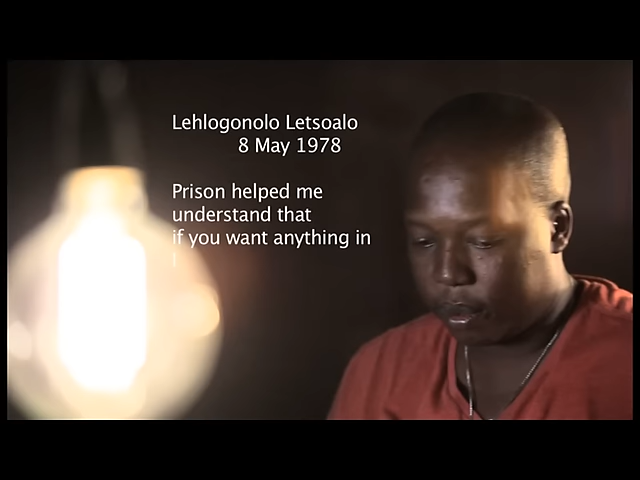 Lehlogonolo Letsoalo
8 May 1978
Prison helped me
understand that
if you want anything in
l